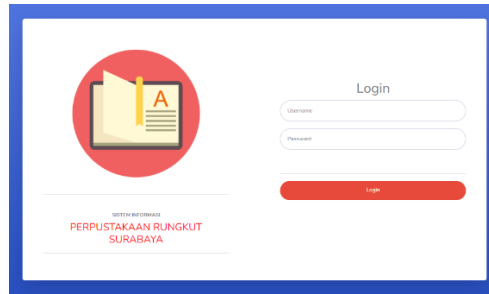 A
SISTEM INFORMASI
PERPUSTAKAAN RUNGKUT
SURABAYA
Login
Username
Password
Login